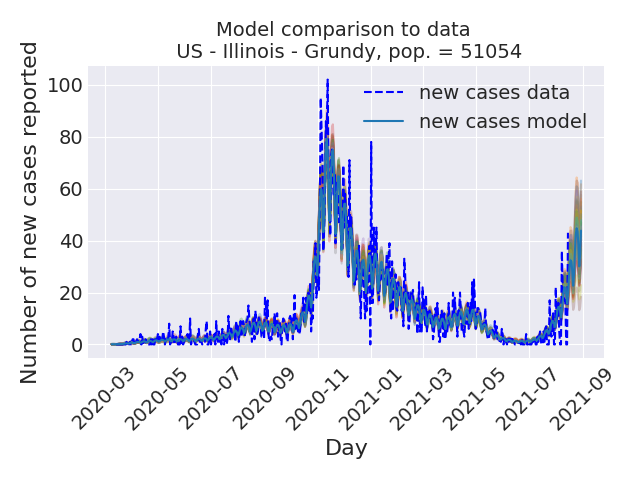 Model comparison to data
US - Illinois - Grundy, pop. = 51054
Number of new cases reported
100
80
60
40
20
0
new cases data
new cases model
2020-03
2020-05
2020-07
2020-09
2020-11
2021-01
2021-03
2021-05
2021-07
2021-09
Day